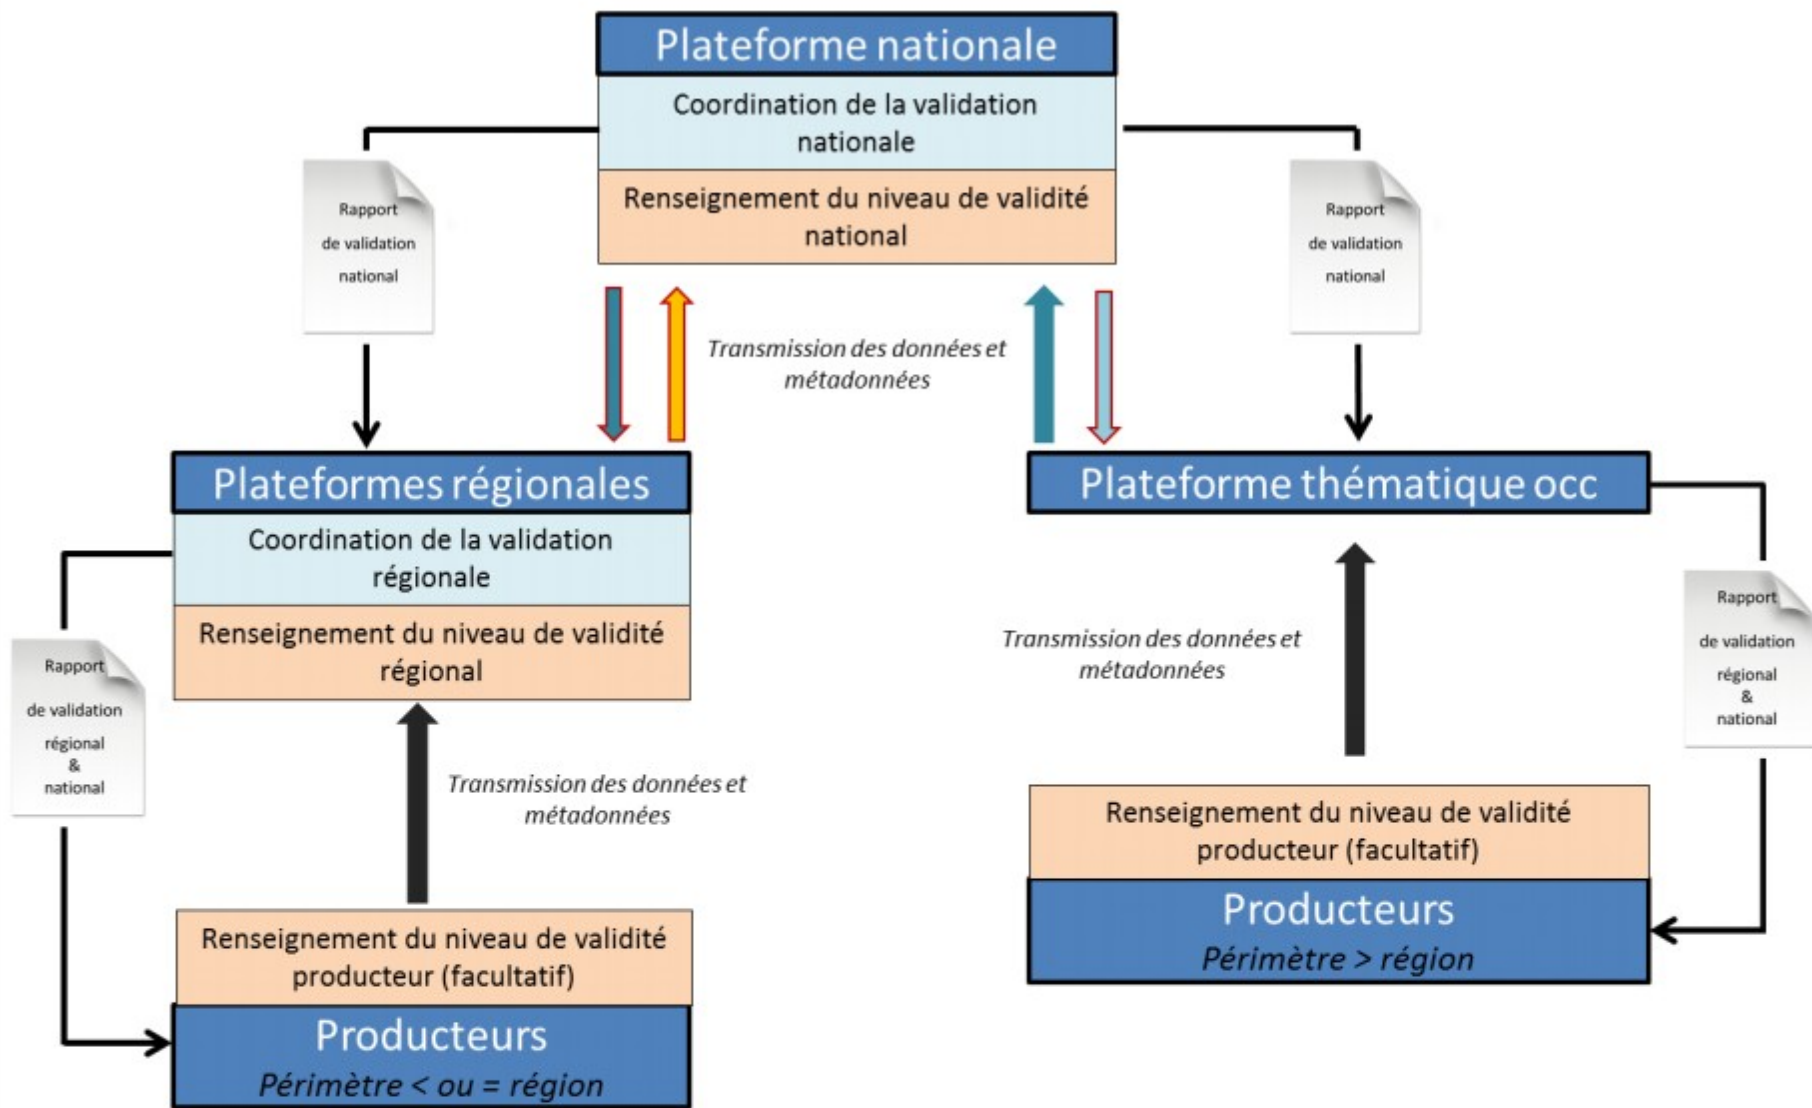 Plateforme nationale
Coordination de la validation
nationale
Renseignement du niveau de validité
national
Rapport
de validation
national
Rapport
de validation
national
Transmission des données et
métadonnées
Plateformes régionales
Coordination de la validation
régionale
Renseignement du niveau de validité
régional
Plateforme thématique occ
Rapport
de validation
régional
&
national
Transmission des données et
métadonnées
Rapport
de validation
régional
&
national
Transmission des données et
métadonnées
Renseignement du niveau de validité
producteur (facultatif)
Producteurs
Périmètre < ou = région
Renseignement du niveau de validité
producteur (facultatif)
Producteurs
Périmètre > région